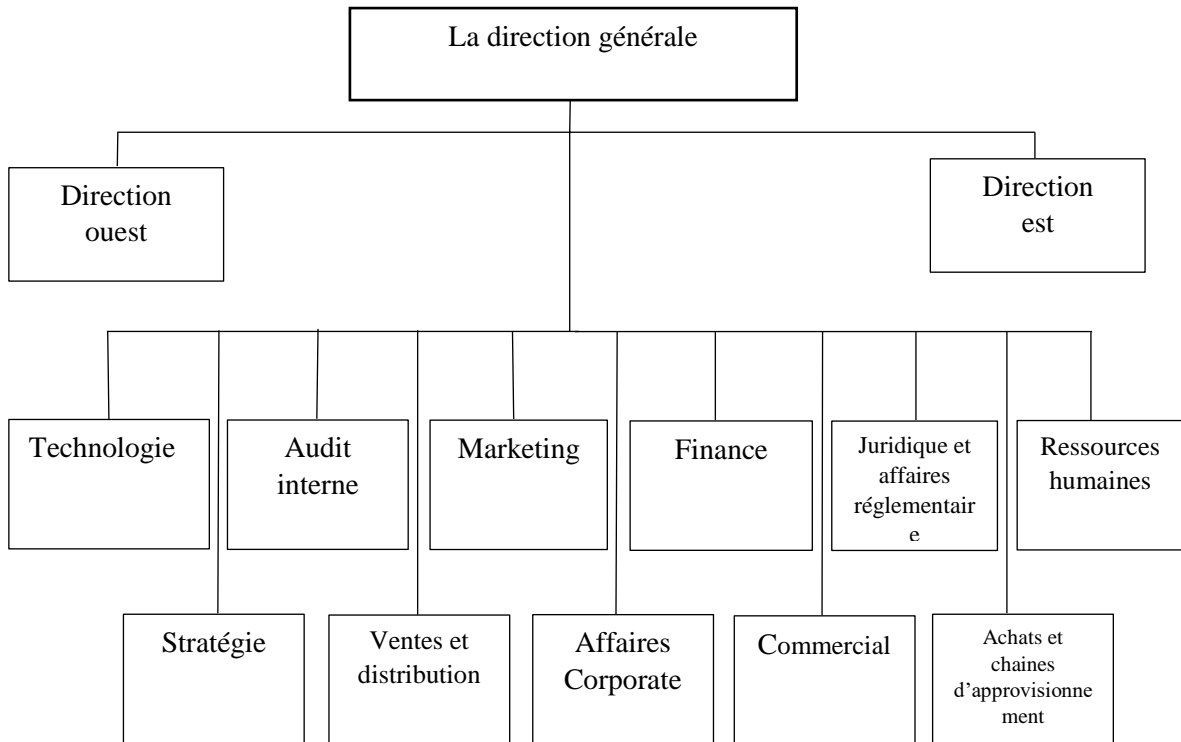 La direction générale
Direction
ouest
Direction
est
Technologie
Audit
interne
Marketing
Finance
Juridique et
affaires
réglementair
e
Ressources
humaines
Stratégie
Ventes et
distribution
Affaires
Corporate
Commercial
Achats et
chaines
d’approvisionne
ment